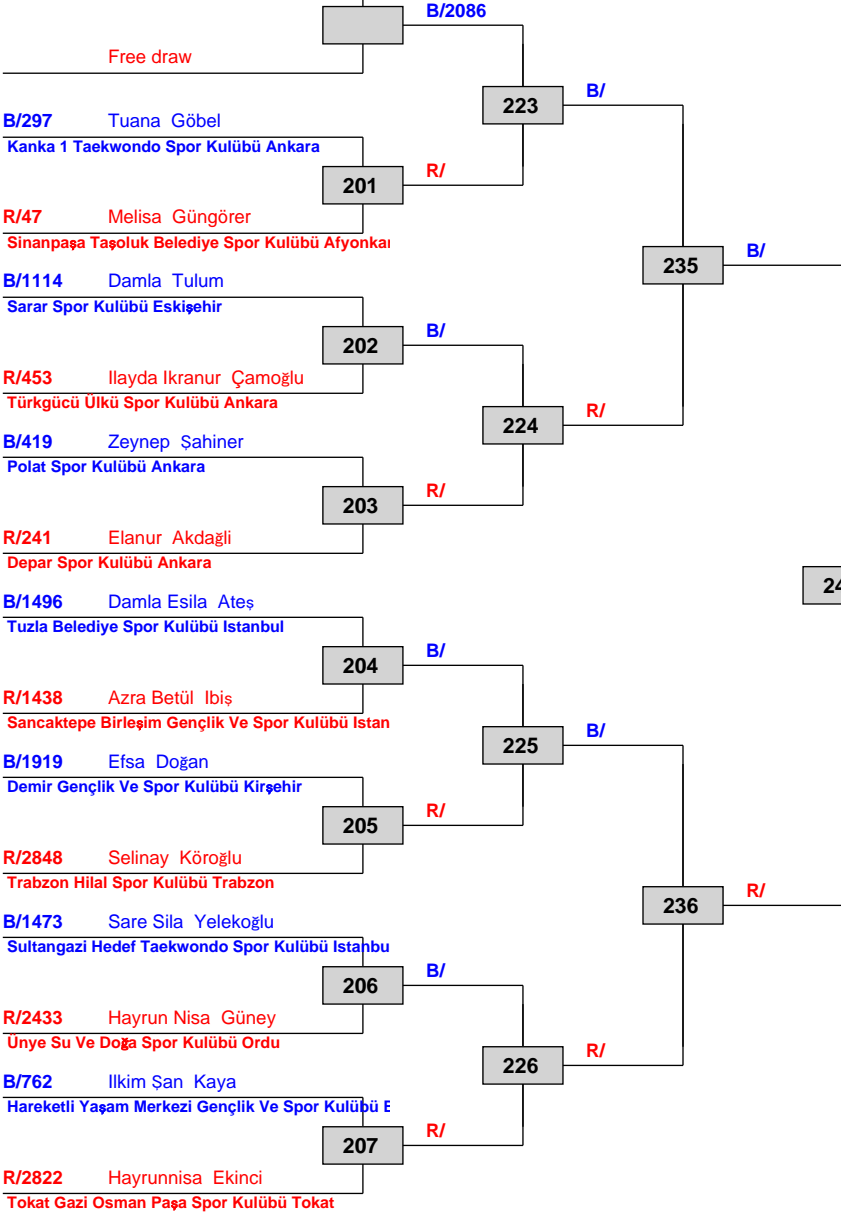 B/2086
Free draw
223
B/
B/297 Tuana Göbel
Kanka 1 Taekwondo Spor Kulübü Ankara
201
R/
R/47 Melisa Güngörer
Sinanpaşa Taşoluk Belediye Spor Kulübü Afyonkar
235
B/
B/1114 Damla Tulum
Sarar Spor Kulübü Eskişehir
202
B/
R/453 Ilayda Ikranur Çamoğlu
Türkgücü Ülkü Spor Kulübü Ankara
224
R/
B/419 Zeynep Şahiner
Polat Spor Kulübü Ankara
203
R/
R/241 Elanur Akdağli
Depar Spor Kulübü Ankara
24
B/1496 Damla Esila Ateş
Tuzla Belediye Spor Kulübü Istanbul
204
B/
R/1438 Azra Betül Ibiş
Sancaktepe Birleşim Gençlik Ve Spor Kulübü Istan
225
B/
B/1919 Efsa Doğan
Demir Gençlik Ve Spor Kulübü Kirşehir
205
R/
R/2848 Selinay Köroğlu
Trabzon Hilal Spor Kulübü Trabzon
236
R/
B/1473 Sare Sila Yelekoğlu
Sultangazi Hedef Taekwondo Spor Kulübü Istanbu
206
B/
R/2433 Hayrun Nisa Güney
Ünye Su Ve Doğa Spor Kulübü Ordu
226
R/
B/762 Ilkim Şan Kaya
Hareketli Yaşam Merkezi Gençlik Ve Spor Kulübü E
207
R/
R/2822 Hayrunnisa Ekinci
Tokat Gazi Osman Paşa Spor Kulübü Tokat